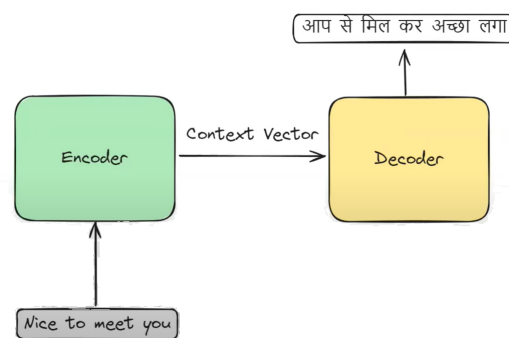 आप से मिल कर अच्छा लगा
Context Vector
Encoder
Decoder
Nice to meet you